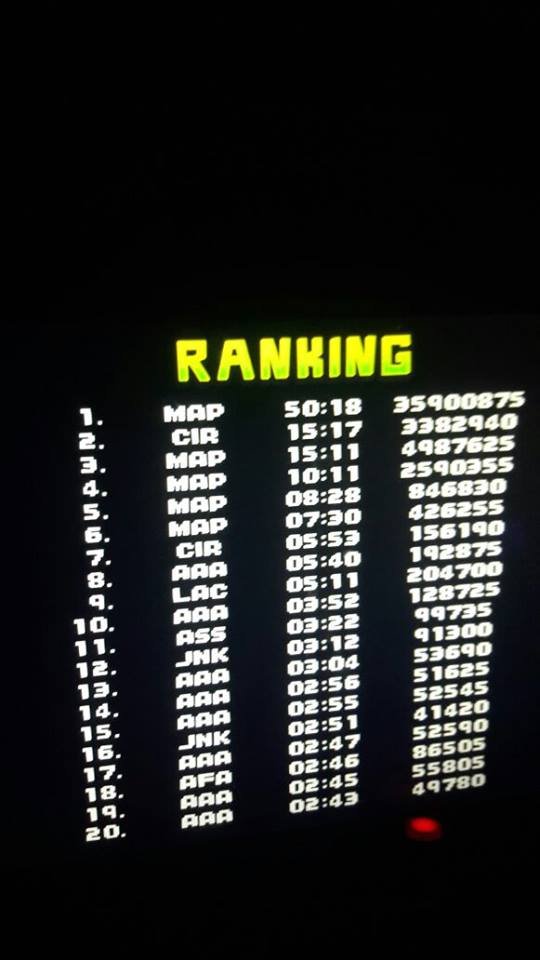 RANKING
1. MAP 50:18 35900875
2. CIR 15:17 3382940
3. MAP 15:11 4987625
4. MAP 10:11 2590355
5. MAP 08:28 846830
6. MAP 07:30 426255
7. CIR 05:53 156190
8. AAA 05:40 192875
9. LAC 05:11 204700
10. AAA 03:52 128725
11. ASS 03:22 99735
12. JNK 03:12 91300
13. AAA 03:04 53690
14. AAA 02:56 51625
15. AAA 02:55 52545
16. JNK 02:51 41420
17. AAA 02:47 52590
18. AFA 02:46 86505
19. AAA 02:45 55805
20. AAA 02:43 49780